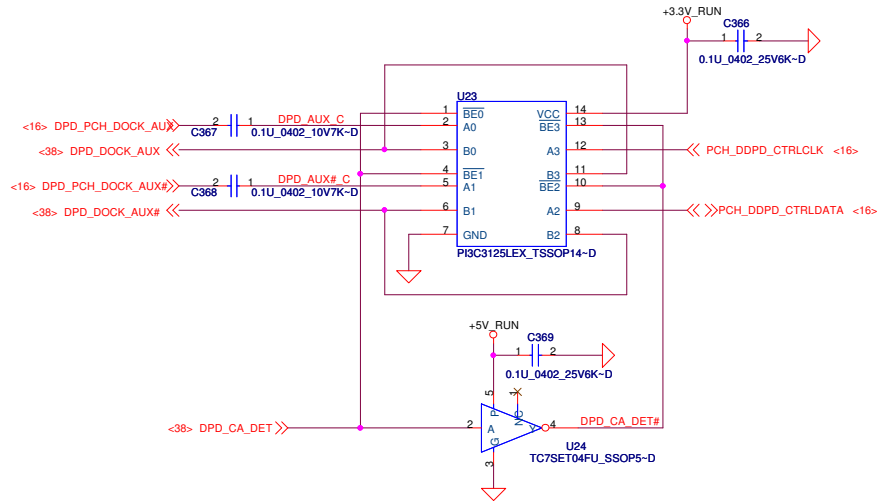 +3.3V_RUN
C366
1 2
0.1U_0402_25V6K~D
U23
1 BE0 VCC 14
<16> DPD_PCH_DOCK_AUX 2 1 DPD_AUX_C 2 A0 BE3 13
C367 0.1U_0402_10V7K~D
<38> DPD_DOCK_AUX 3 B0 A3 12 PCH_DDPD_CTRLCLK <16>
4 BE1 B3 11
<16> DPD_PCH_DOCK_AUX# 2 1 DPD_AUX#_C 5 A1 BE2 10
C368 0.1U_0402_10V7K~D
<38> DPD_DOCK_AUX# 6 B1 A2 9 PCH_DDPD_CTRLDATA <16>
7 GND B2 8
PI3C3125LEX_TSSOP14~D
+5V_RUN
C369
1 2
0.1U_0402_25V6K~D
5 P NC 1
<38> DPD_CA_DET 2 A Y 4 DPD_CA_DET#
G 3
U24
TC7SET04FU_SSOP5~D